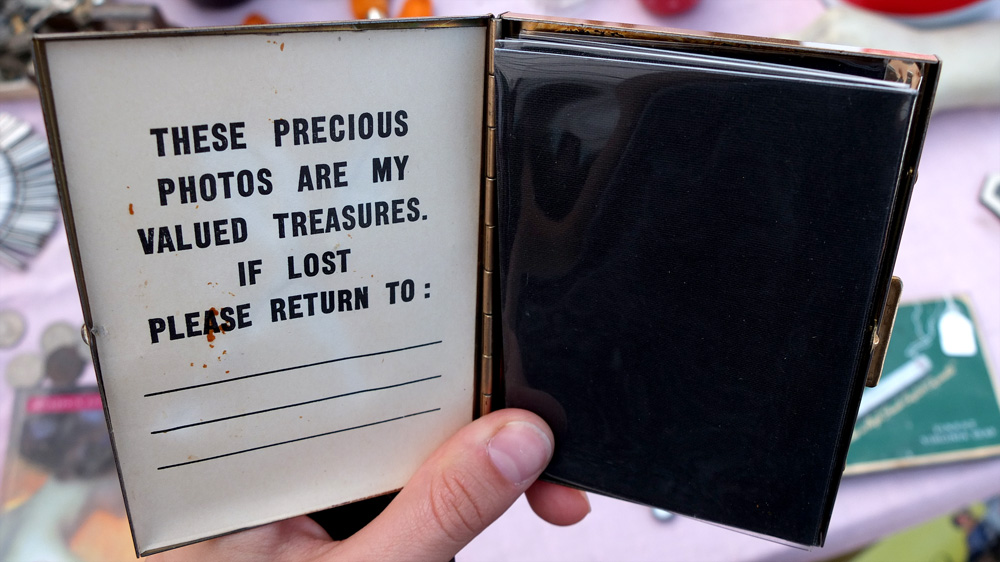 THESE PRECIOUS
PHOTOS ARE MY
VALUED TREASURES.
IF LOST
PLEASE RETURN TO: